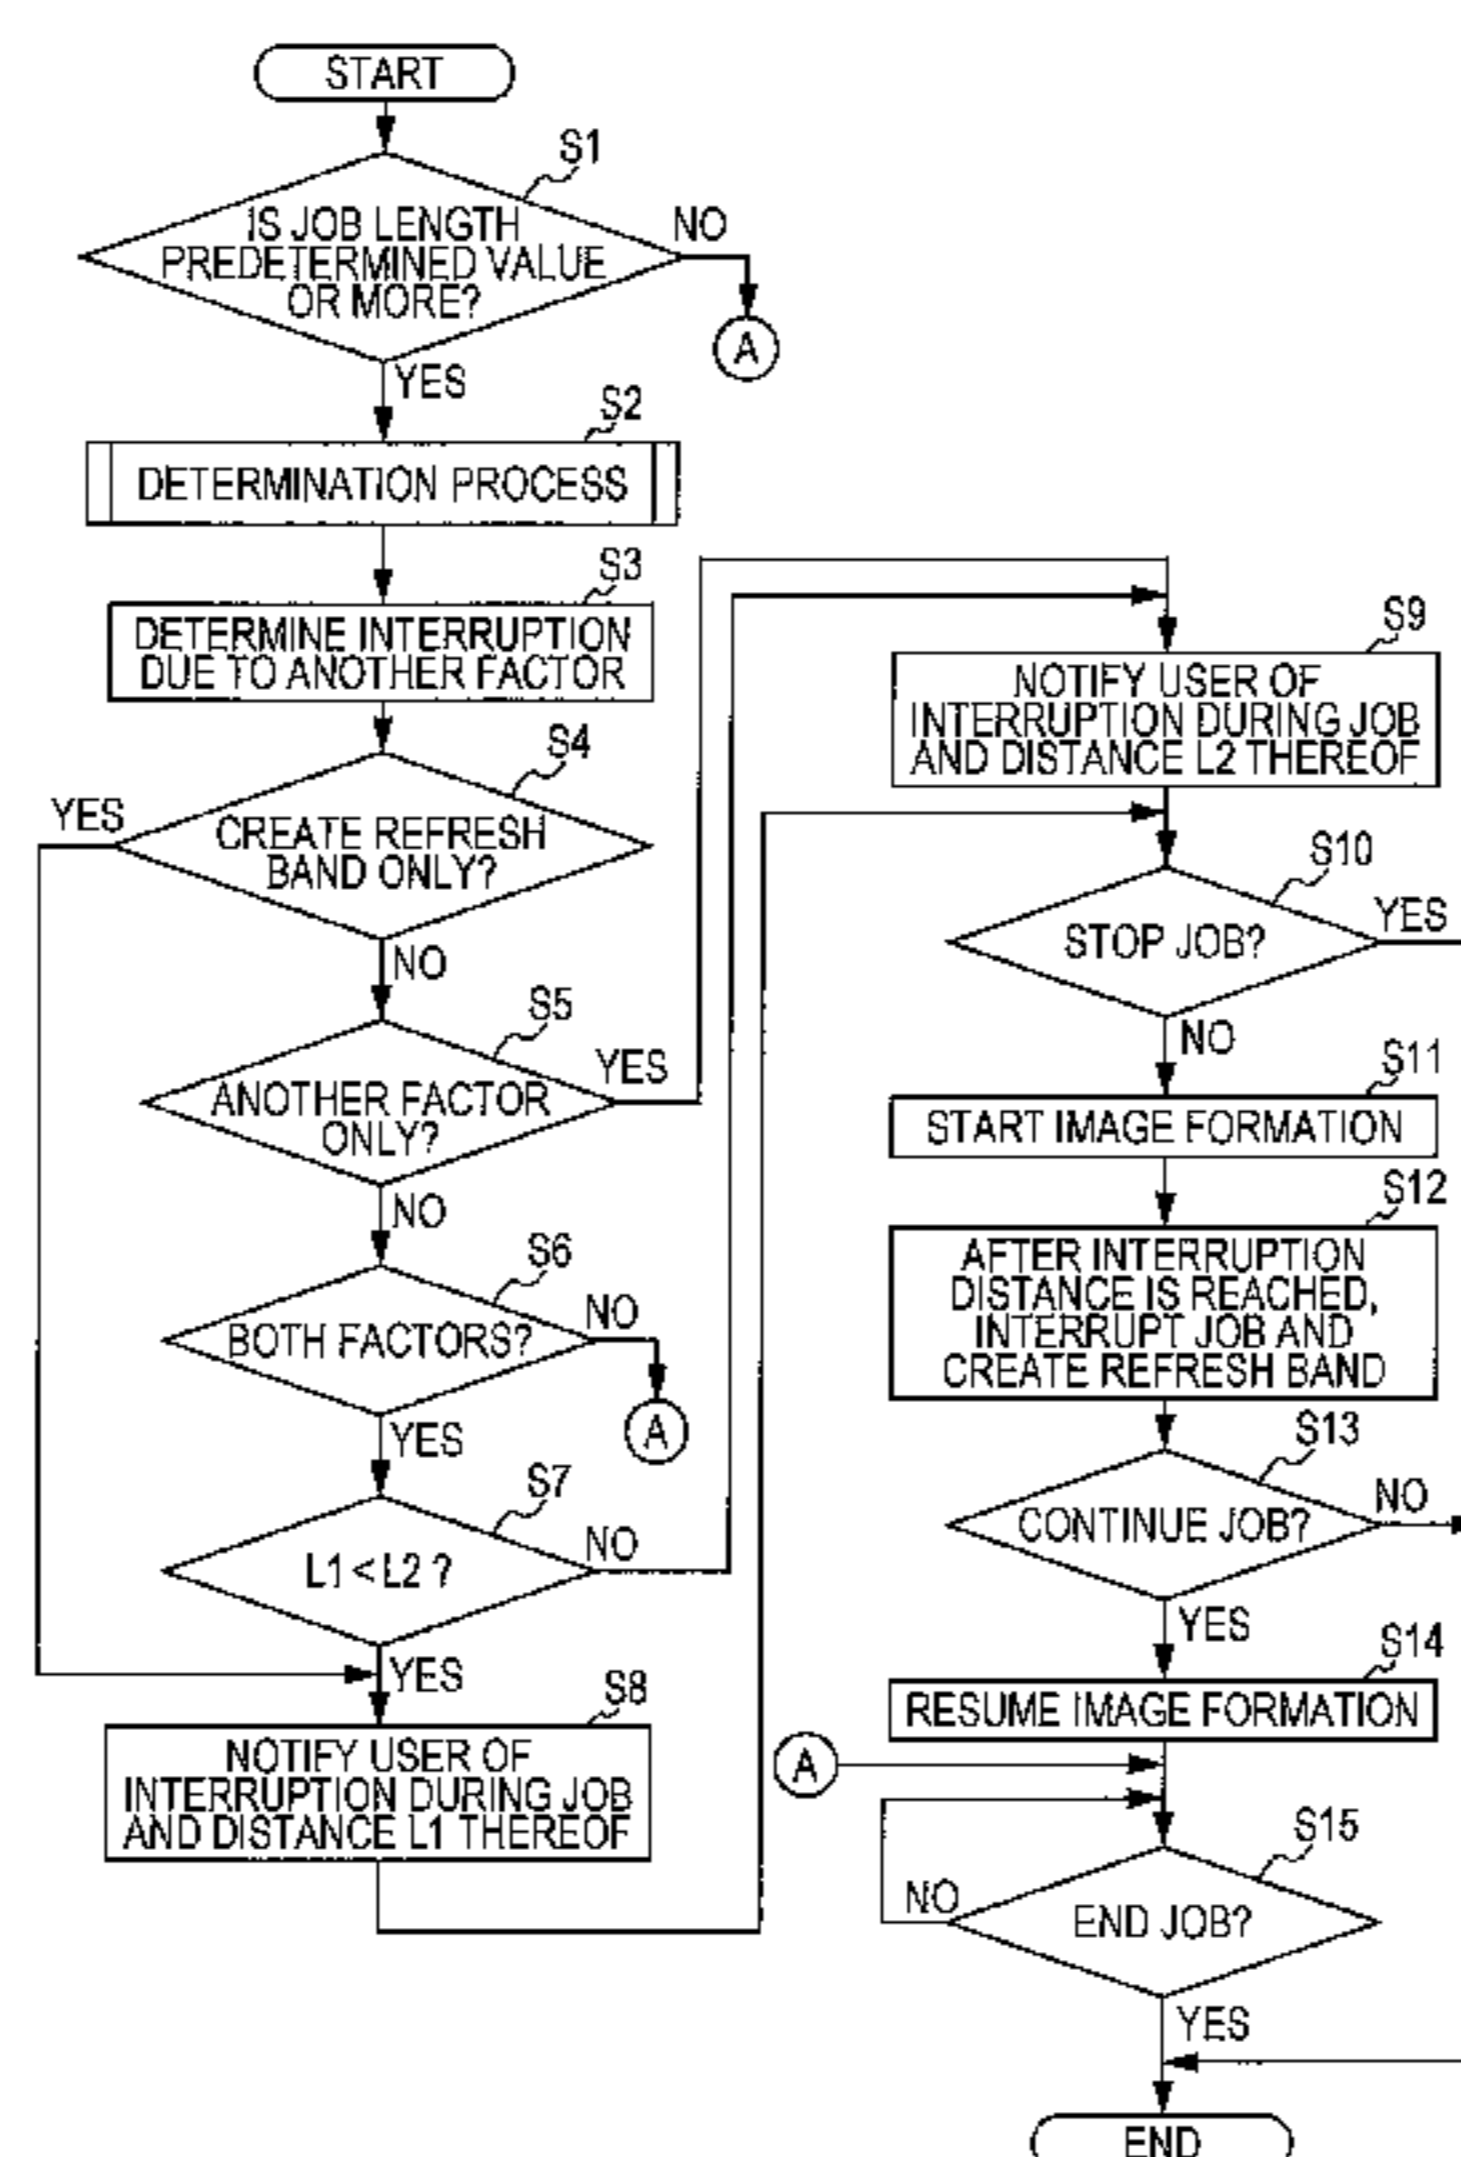 START
S1
IS JOB LENGTH
PREDETERMINED VALUE
OR MORE?
NO
A
YES
S2
DETERMINATION PROCESS
S3
DETERMINE INTERRUPTION
DUE TO ANOTHER FACTOR
S4
YES
CREATE REFRESH
BAND ONLY?
NO
S5
YES
ANOTHER FACTOR
ONLY?
NO
S6
NO
BOTH FACTORS?
A
YES
S7
NO
L1 < L2 ?
YES
S8
NOTIFY USER OF
INTERRUPTION DURING JOB
AND DISTANCE L1 THEREOF
S9
NOTIFY USER OF
INTERRUPTION DURING JOB
AND DISTANCE L2 THEREOF
S10
YES
STOP JOB?
NO
S11
START IMAGE FORMATION
S12
AFTER INTERRUPTION
DISTANCE IS REACHED,
INTERRUPT JOB AND
CREATE REFRESH BAND
S13
NO
CONTINUE JOB?
YES
S14
RESUME IMAGE FORMATION
A
S15
NO
END JOB?
YES
END